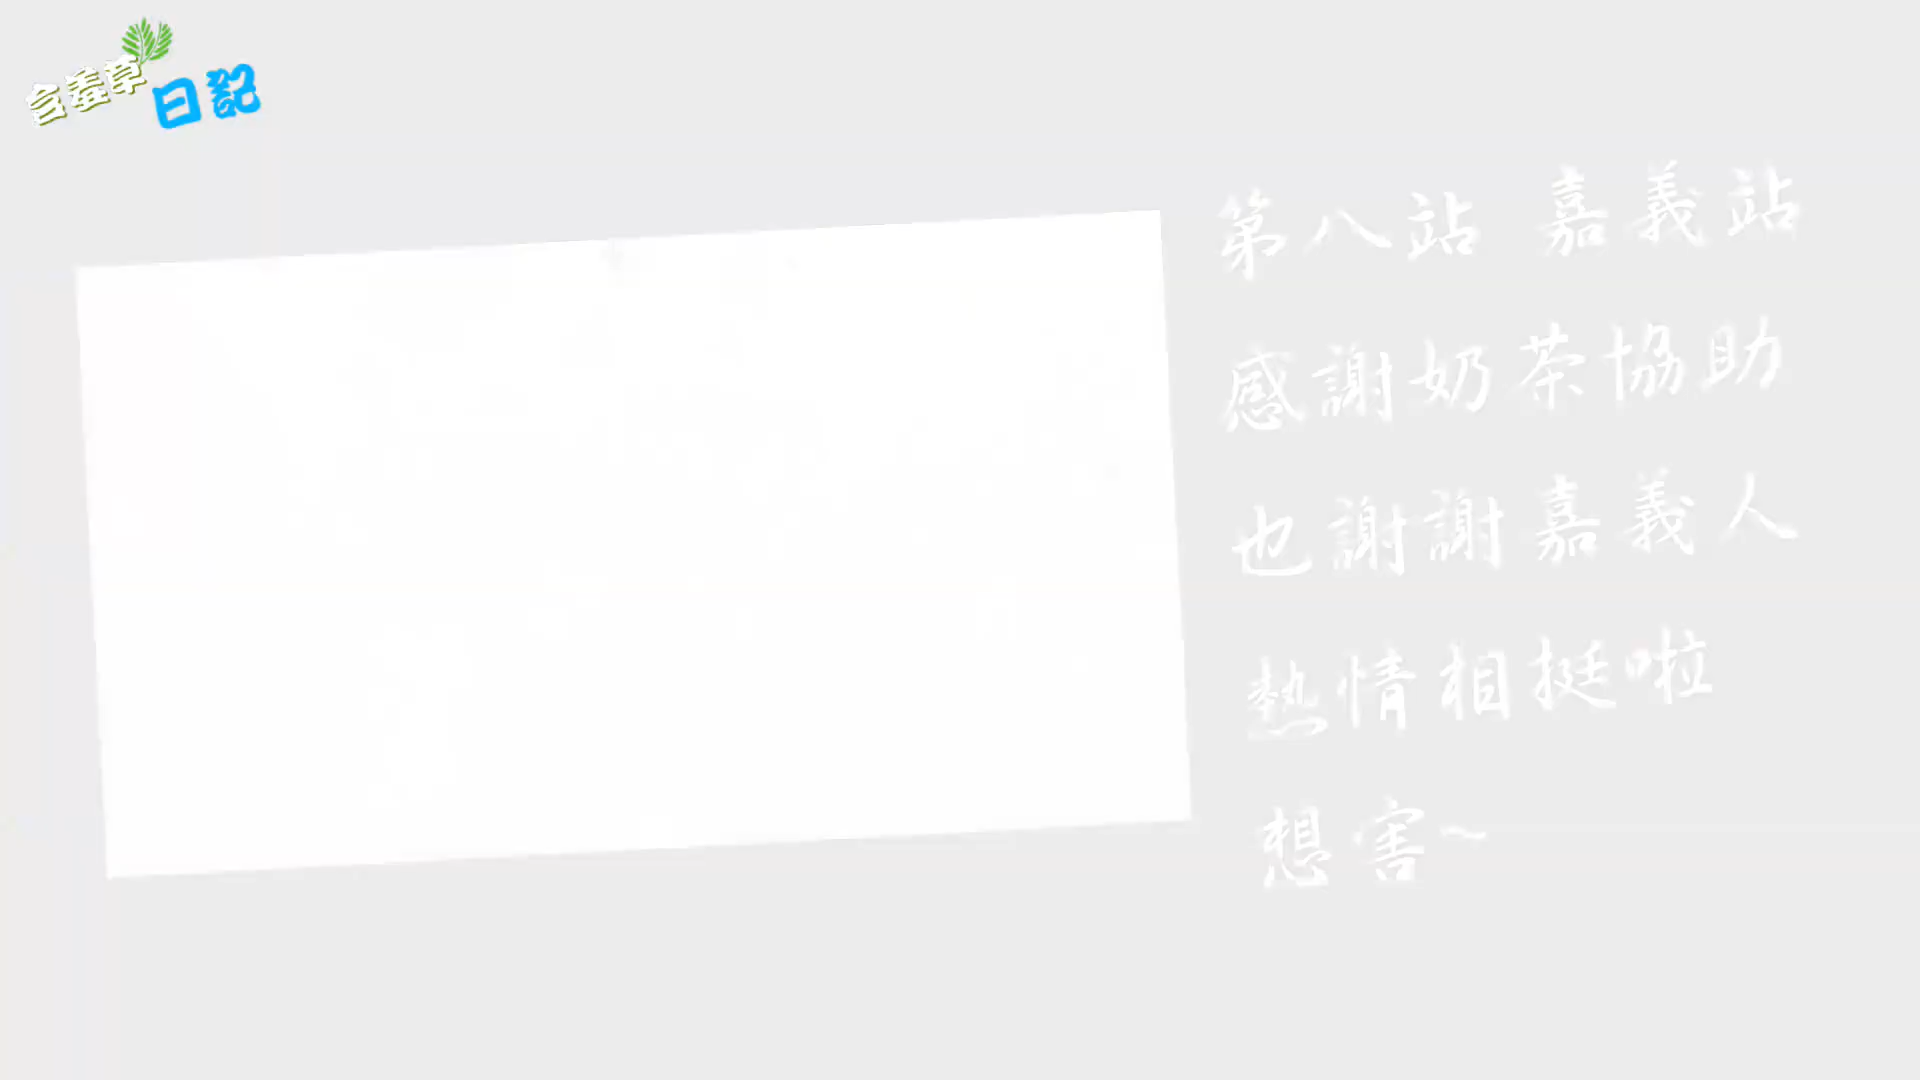 含羞草日記
第八站 嘉義站
感謝奶茶協助
也謝謝嘉義人
熱情相挺啦
想害~